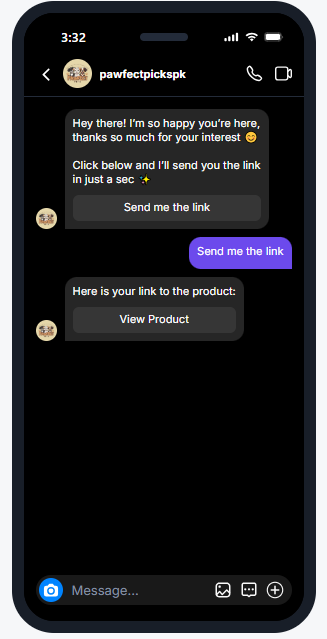 3:32
pawfectpickspk
Hey there! I'm so happy you're here,
thanks so much for your interest 😊
Click below and I'll send you the link
in just a sec ✨
Send me the link
Send me the link
Here is your link to the product:
View Product
Message...